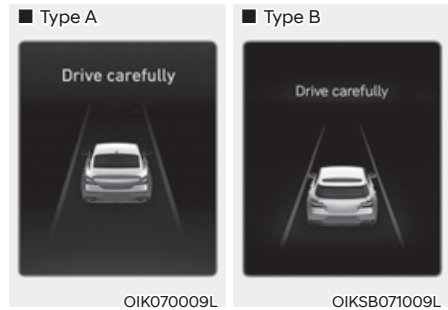 ■ Type A
Drive carefully
OIK070009L
■ Type B
Drive carefully
OIKSB071009L